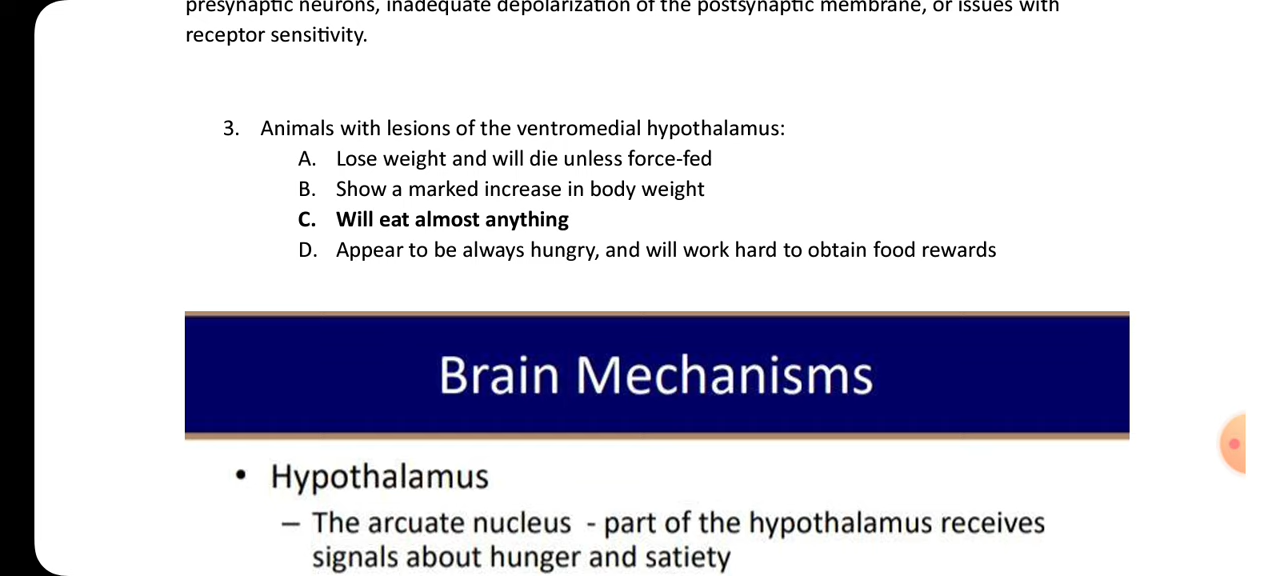 presynaptic neurons, inadequate depolarization of the postsynaptic membrane, or issues with
receptor sensitivity.
3. Animals with lesions of the ventromedial hypothalamus:
A. Lose weight and will die unless force-fed
B. Show a marked increase in body weight
C. Will eat almost anything
D. Appear to be always hungry, and will work hard to obtain food rewards
Brain Mechanisms
• Hypothalamus
– The arcuate nucleus - part of the hypothalamus receives
signals about hunger and satiety